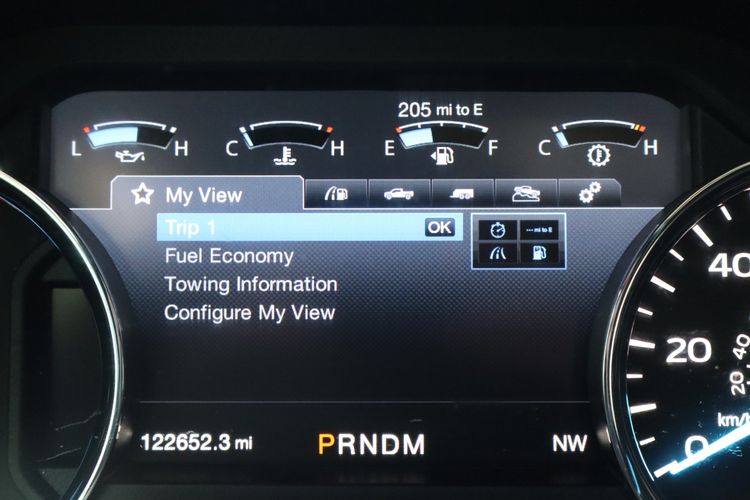 205 mi to E
L H C H E F C H
My View
Trip 1 OK
--- mi to E
Fuel Economy
Towing Information
Configure My View
122652.3 mi PRNDM NW
40
20
0
40
20
km/h